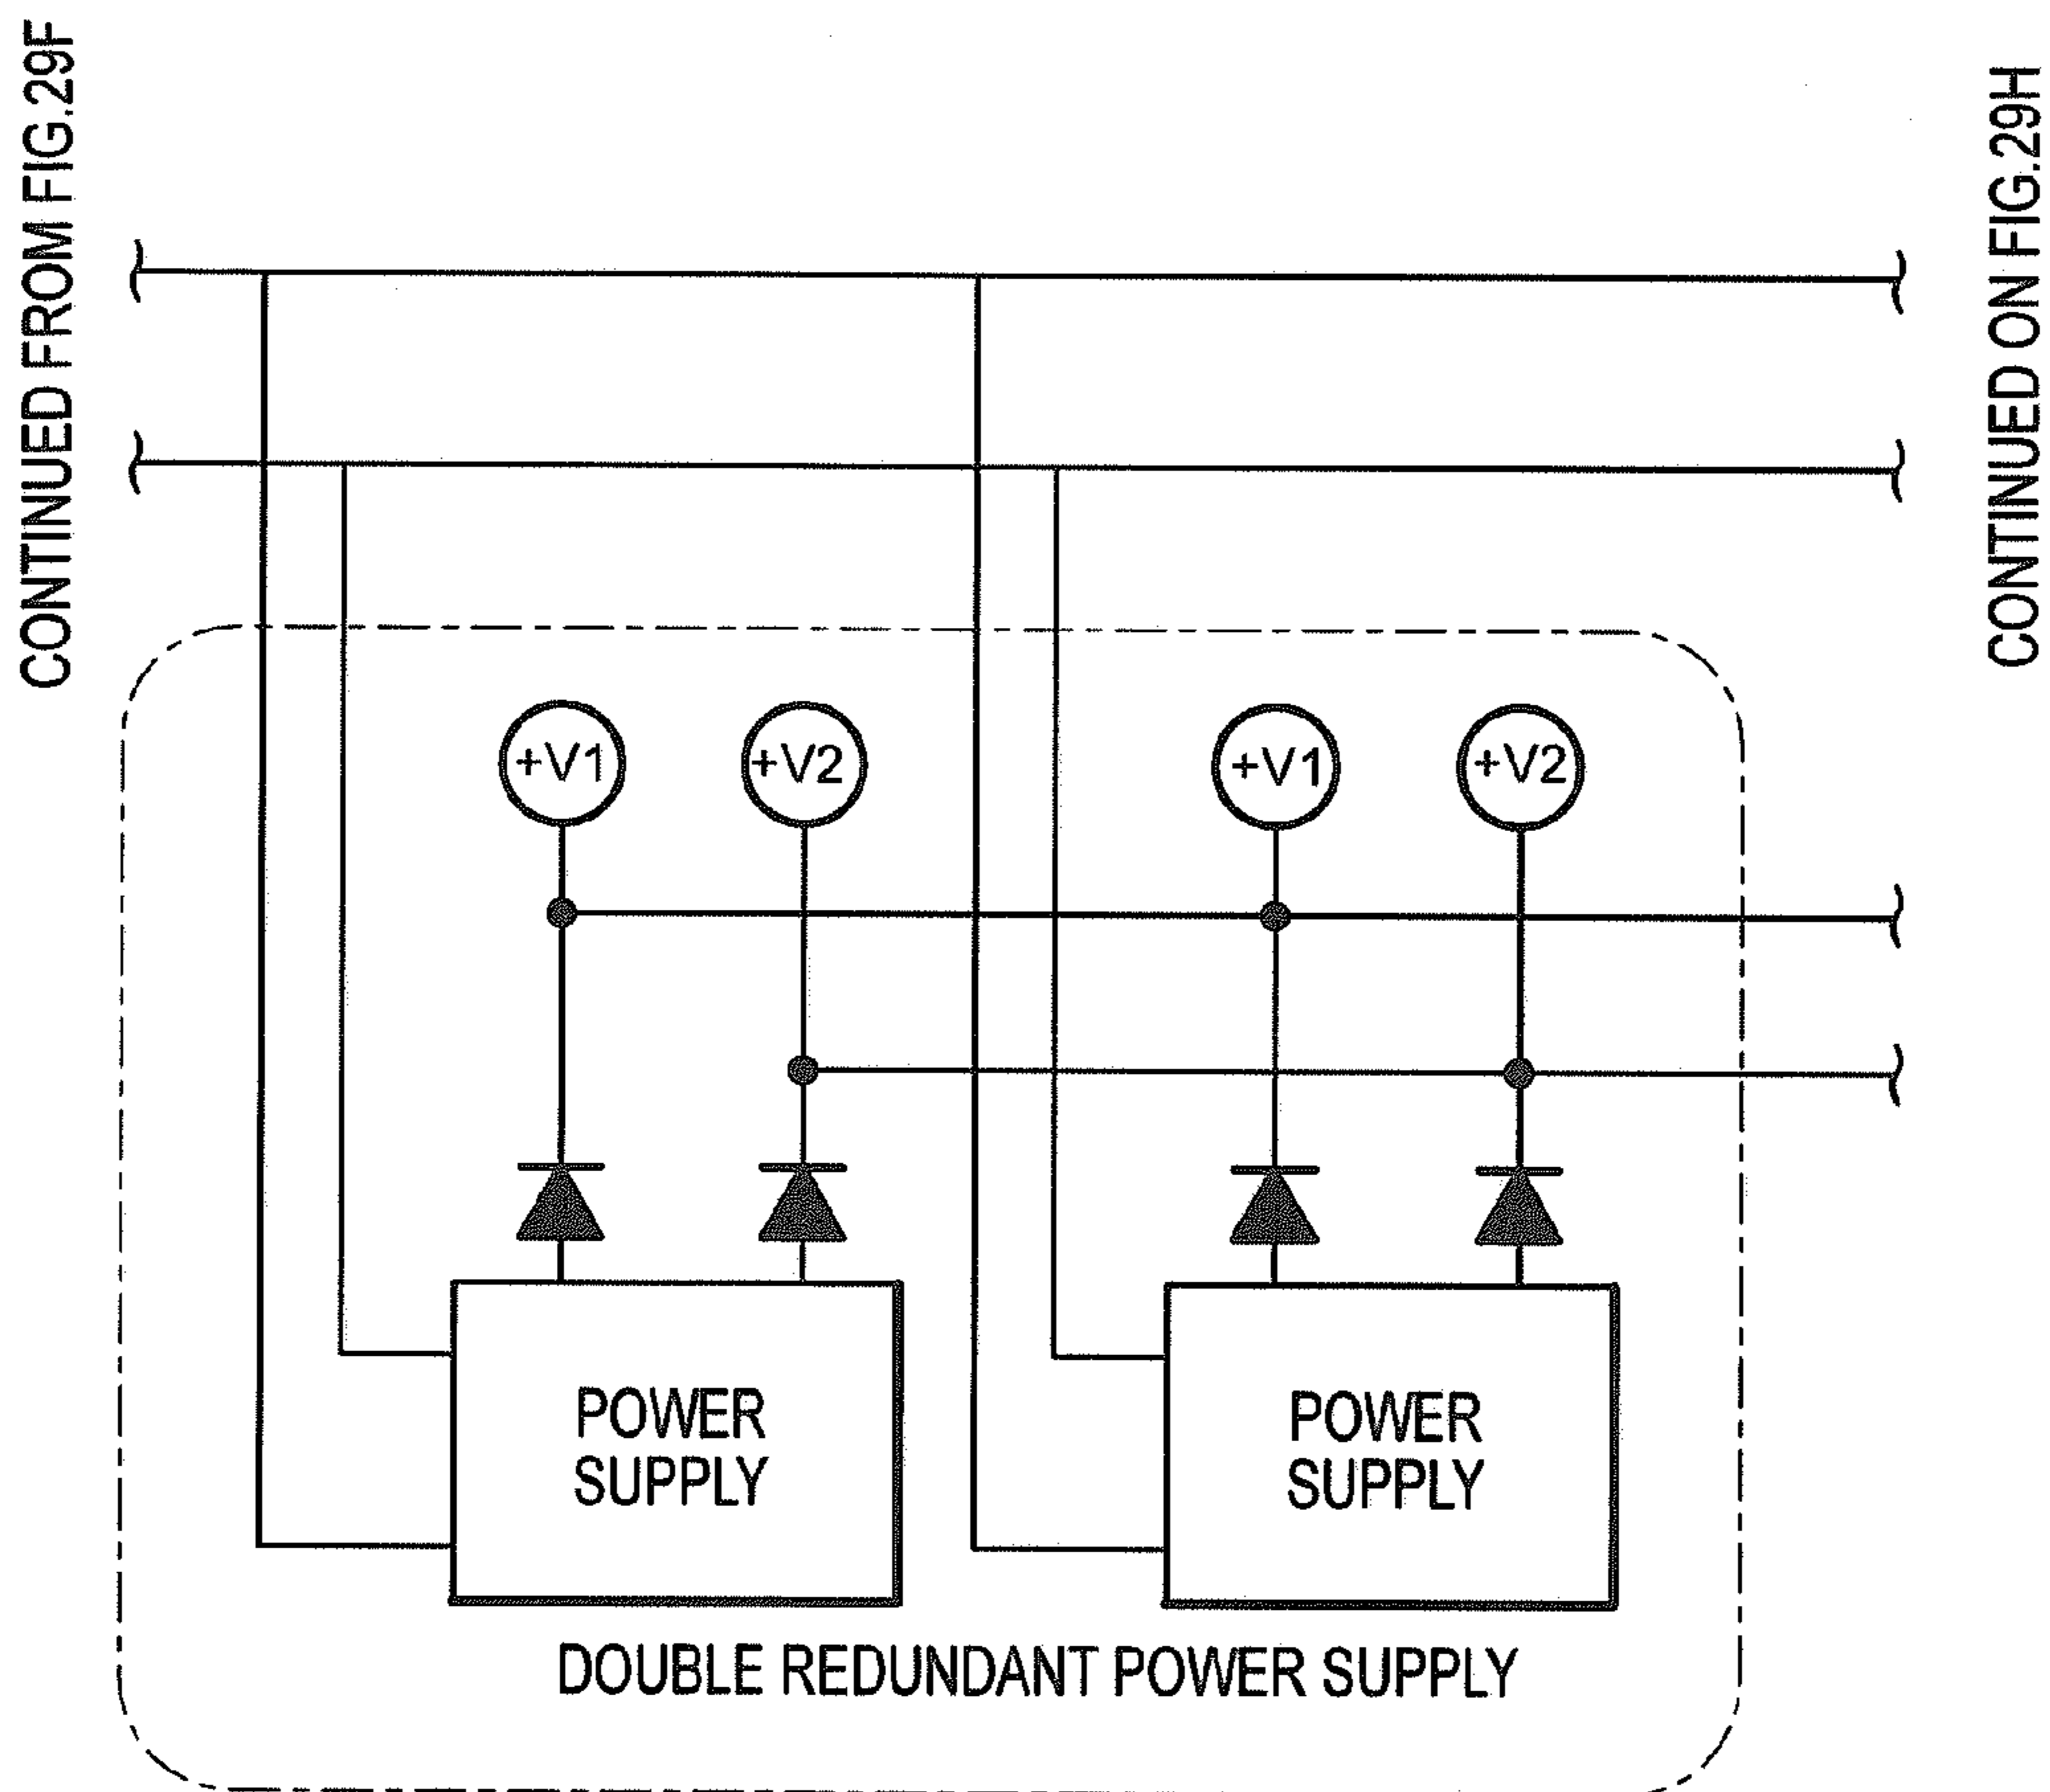 CONTINUED FROM FIG.29F
CONTINUED ON FIG.29H
+V1
+V2
+V1
+V2
POWER
SUPPLY
POWER
SUPPLY
DOUBLE REDUNDANT POWER SUPPLY